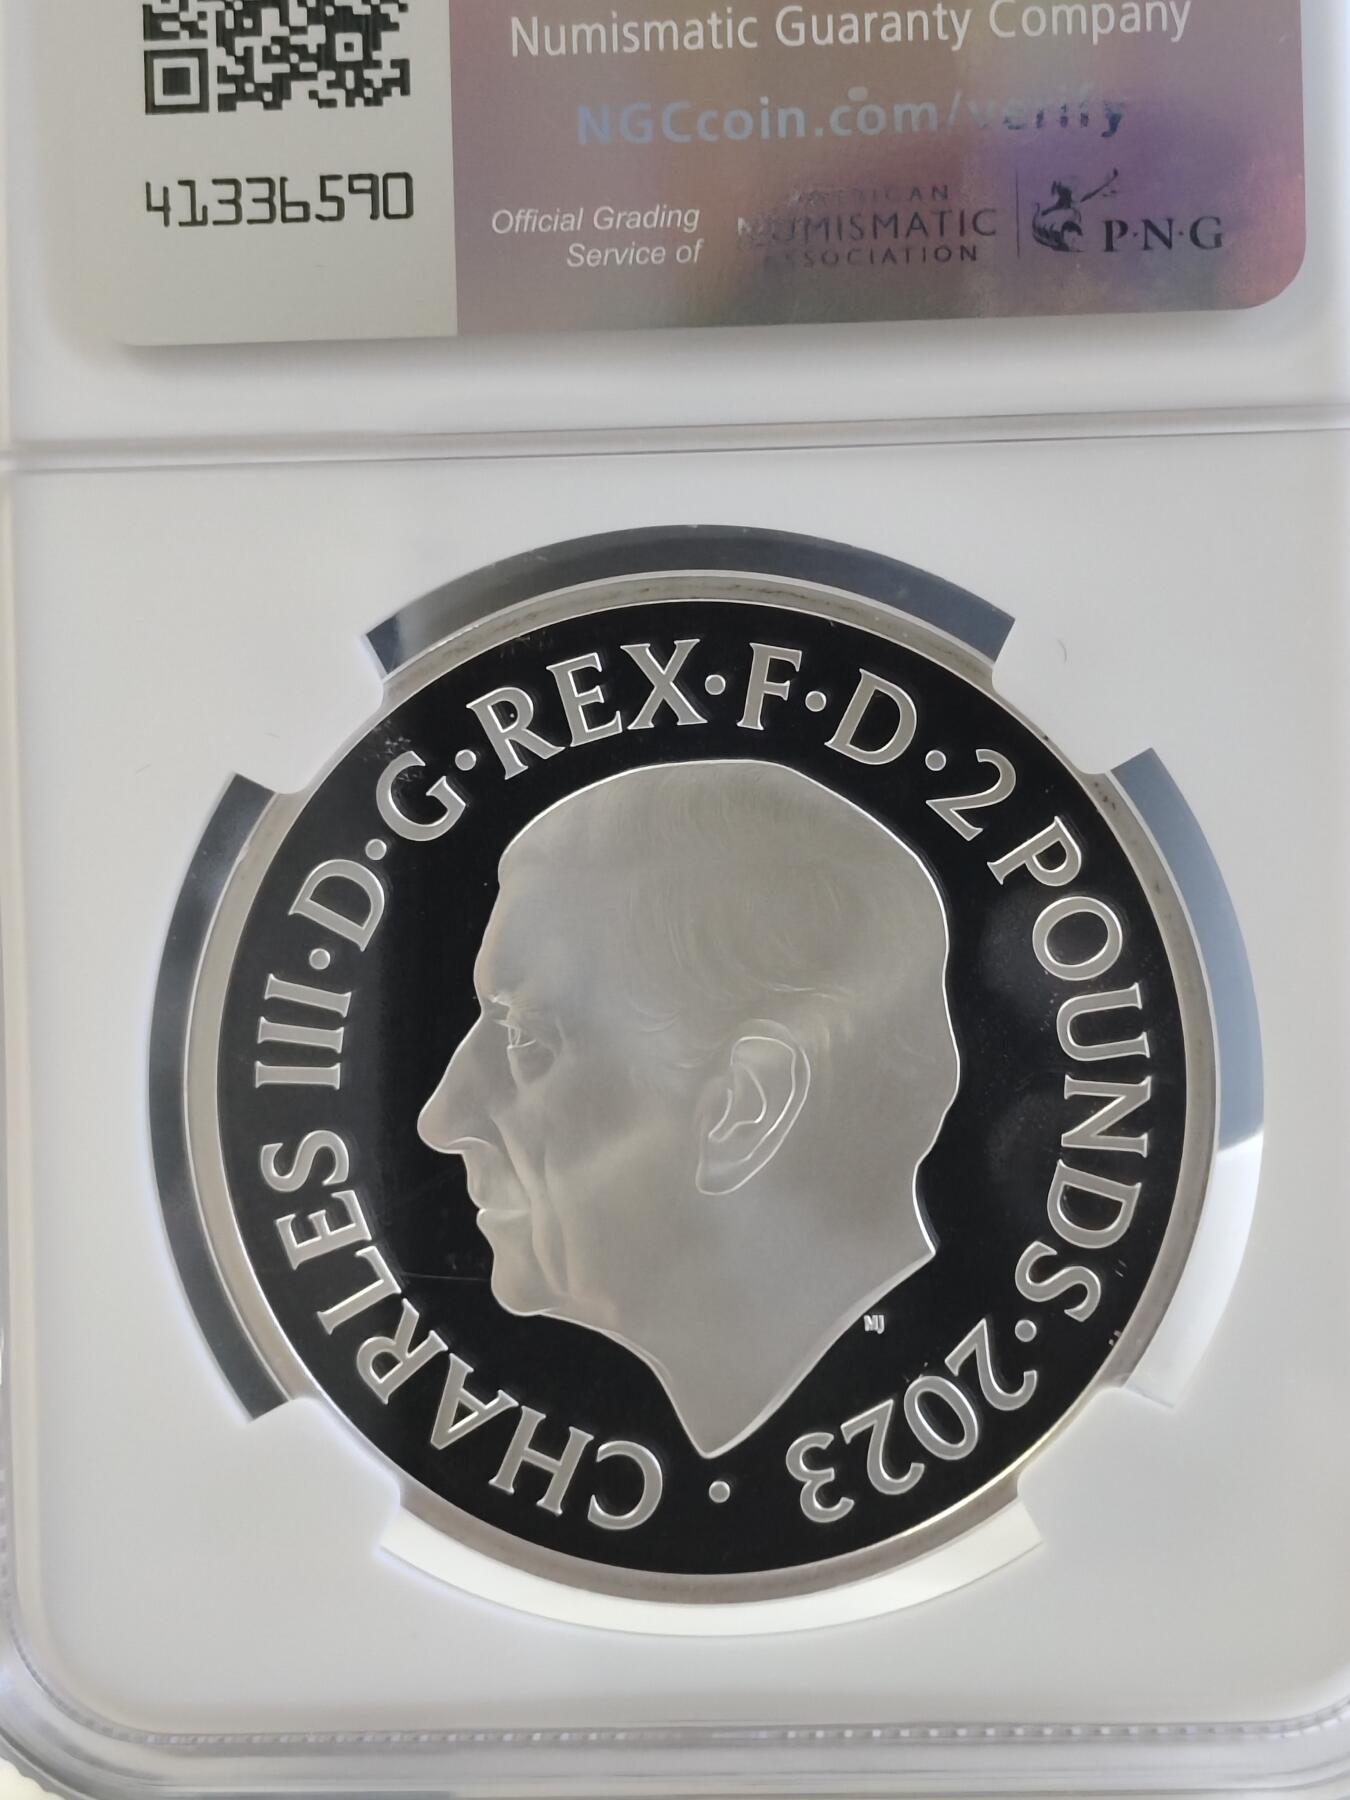 Numismatic Guaranty Company
NGCcoin.com/verify
41336590
Official Grading
Service of
AMERICAN
NUMISMATIC
ASSOCIATION
P·N·G
CHARLES III·D·G·REX·F·D·2 POUNDS·2023·
MJ